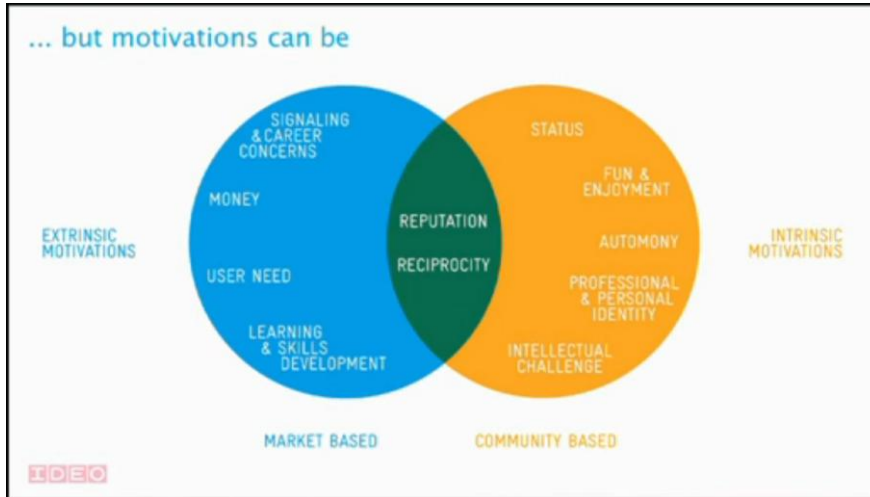 ... but motivations can be
SIGNALING
& CAREER
CONCERNS
MONEY
USER NEED
LEARNING
& SKILLS
DEVELOPMENT
EXTRINSIC
MOTIVATIONS
REPUTATION
RECIPROCITY
STATUS
FUN &
ENJOYMENT
AUTOMONY
PROFESSIONAL
& PERSONAL
IDENTITY
INTELLECTUAL
CHALLENGE
INTRINSIC
MOTIVATIONS
MARKET BASED
COMMUNITY BASED
IDEO